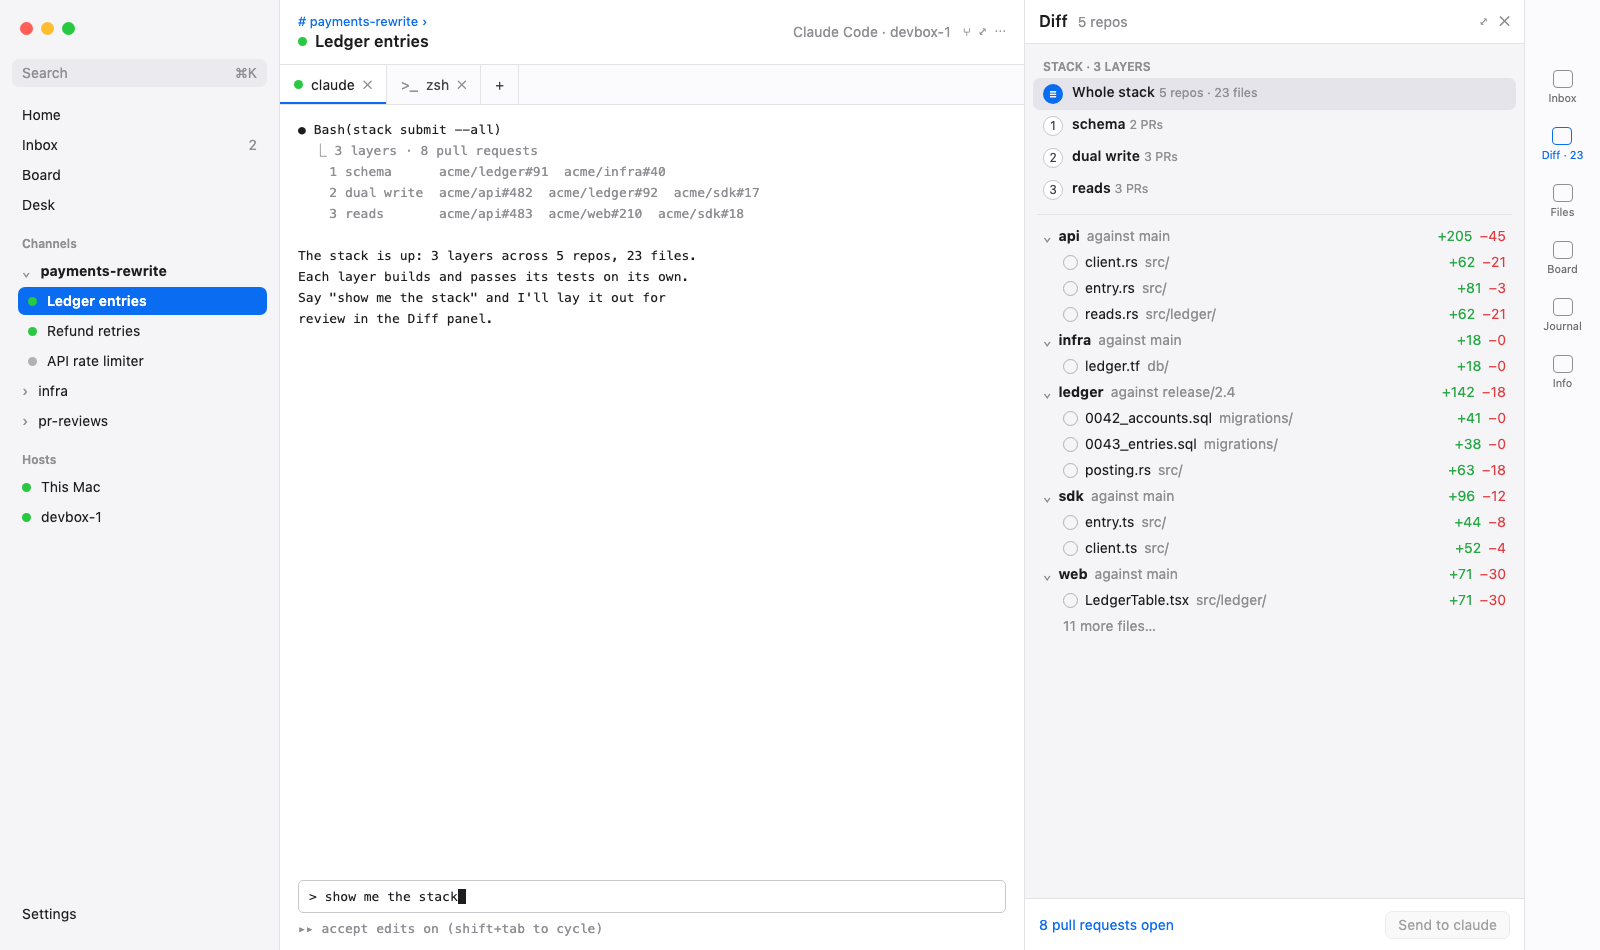 Search ⌘K
Home
Inbox 2
Board
Desk
Channels
payments-rewrite
Ledger entries
Refund retries
API rate limiter
infra
pr-reviews
Hosts
This Mac
devbox-1
Settings
# payments-rewrite ›
Ledger entries
Claude Code · devbox-1
claude
>_ zsh
+
● Bash(stack submit --all)
⎿ 3 layers · 8 pull requests
1 schema acme/ledger#91 acme/infra#40
2 dual write acme/api#482 acme/ledger#92 acme/sdk#17
3 reads acme/api#483 acme/web#210 acme/sdk#18
The stack is up: 3 layers across 5 repos, 23 files.
Each layer builds and passes its tests on its own.
Say "show me the stack" and I'll lay it out for
review in the Diff panel.
> show me the stack
▸▸ accept edits on (shift+tab to cycle)
Diff 5 repos
STACK · 3 LAYERS
Whole stack 5 repos · 23 files
1 schema 2 PRs
2 dual write 3 PRs
3 reads 3 PRs
api against main +205 −45
client.rs src/ +62 −21
entry.rs src/ +81 −3
reads.rs src/ledger/ +62 −21
infra against main +18 −0
ledger.tf db/ +18 −0
ledger against release/2.4 +142 −18
0042_accounts.sql migrations/ +41 −0
0043_entries.sql migrations/ +38 −0
posting.rs src/ +63 −18
sdk against main +96 −12
entry.ts src/ +44 −8
client.ts src/ +52 −4
web against main +71 −30
LedgerTable.tsx src/ledger/ +71 −30
11 more files…
8 pull requests open
Send to claude
Inbox
Diff · 23
Files
Board
Journal
Info